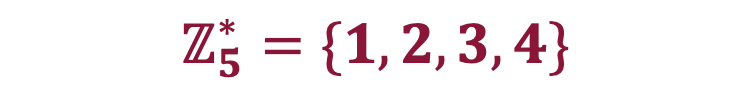 ℤ₅* = {1, 2, 3, 4}